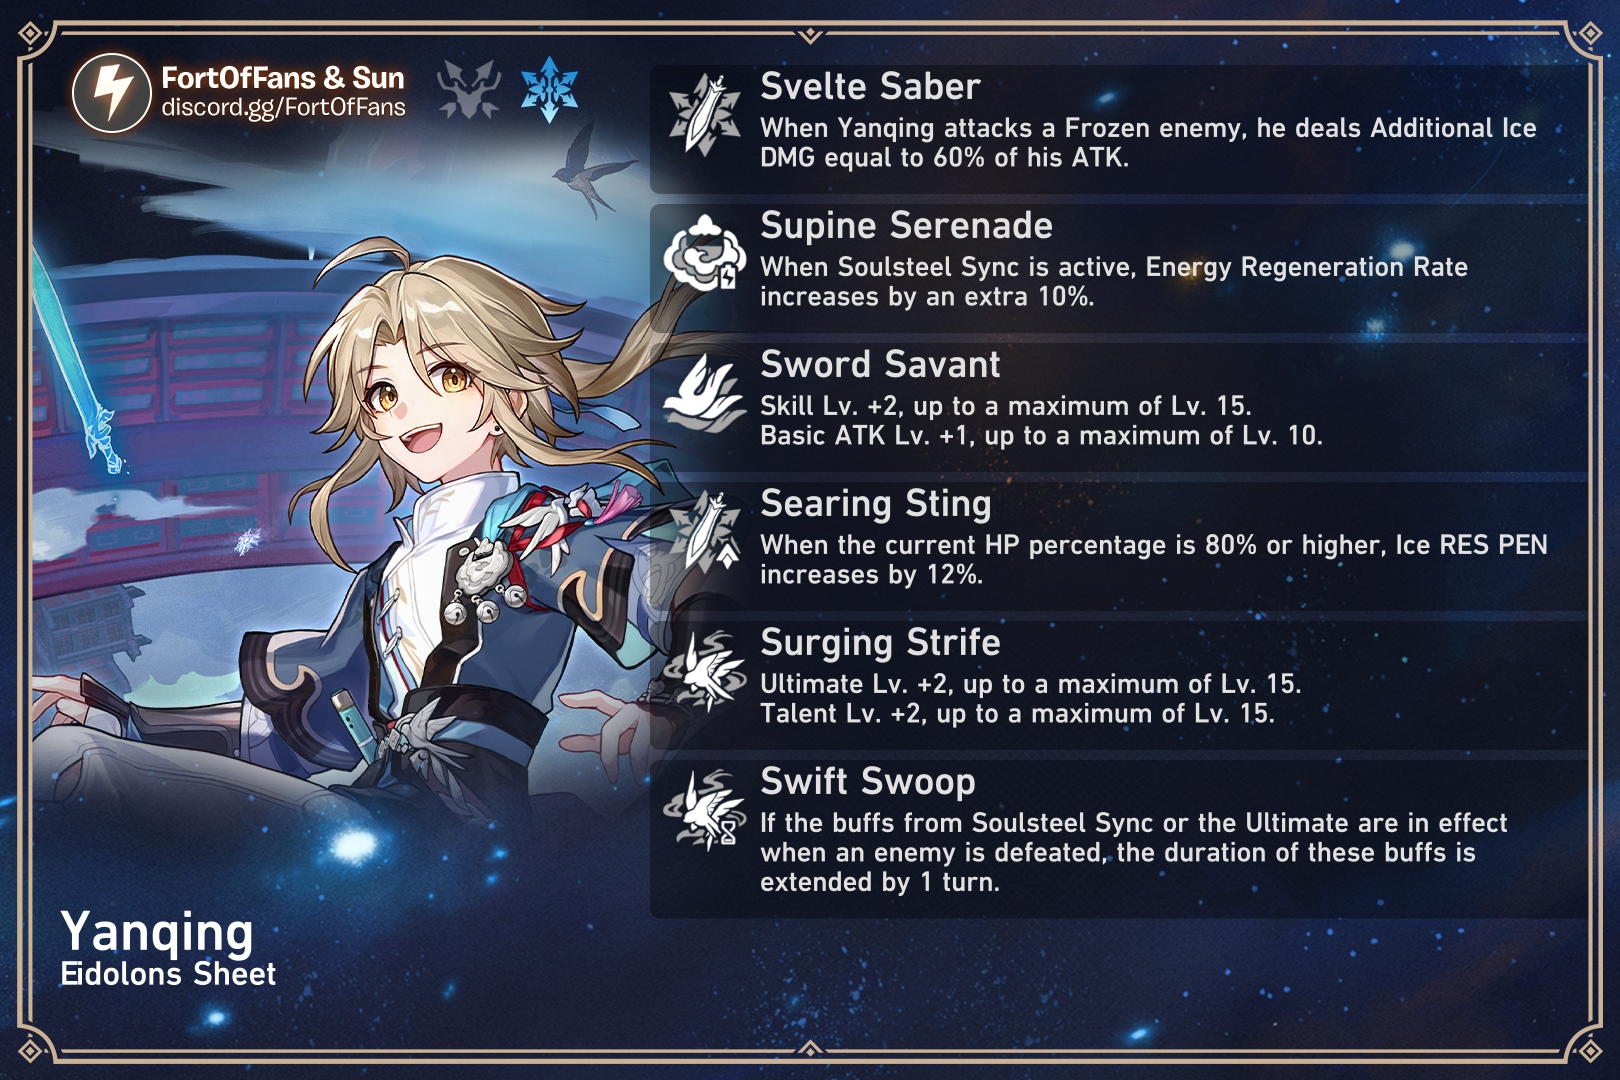 FortOfFans & Sun
discord.gg/FortOfFans
Svelte Saber
When Yanqing attacks a Frozen enemy, he deals Additional Ice
DMG equal to 60% of his ATK.
Supine Serenade
When Soulsteel Sync is active, Energy Regeneration Rate
increases by an extra 10%.
Sword Savant
Skill Lv. +2, up to a maximum of Lv. 15.
Basic ATK Lv. +1, up to a maximum of Lv. 10.
Searing Sting
When the current HP percentage is 80% or higher, Ice RES PEN
increases by 12%.
Surging Strife
Ultimate Lv. +2, up to a maximum of Lv. 15.
Talent Lv. +2, up to a maximum of Lv. 15.
Swift Swoop
If the buffs from Soulsteel Sync or the Ultimate are in effect
when an enemy is defeated, the duration of these buffs is
extended by 1 turn.
Yanqing
Eidolons Sheet